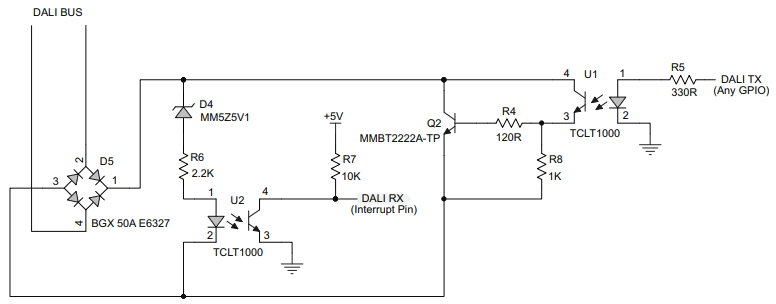 DALI BUS
4
U1
1
R5
DALI TX
(Any GPIO)
330R
D4
MM5Z5V1
+5V
Q2
R4
3
2
MMBT2222A-TP
120R
TCLT1000
2
D5
R6
2.2K
R7
10K
R8
1K
3
1
1
U2
4
DALI RX
(Interrupt Pin)
4
BGX 50A E6327
2
3
TCLT1000